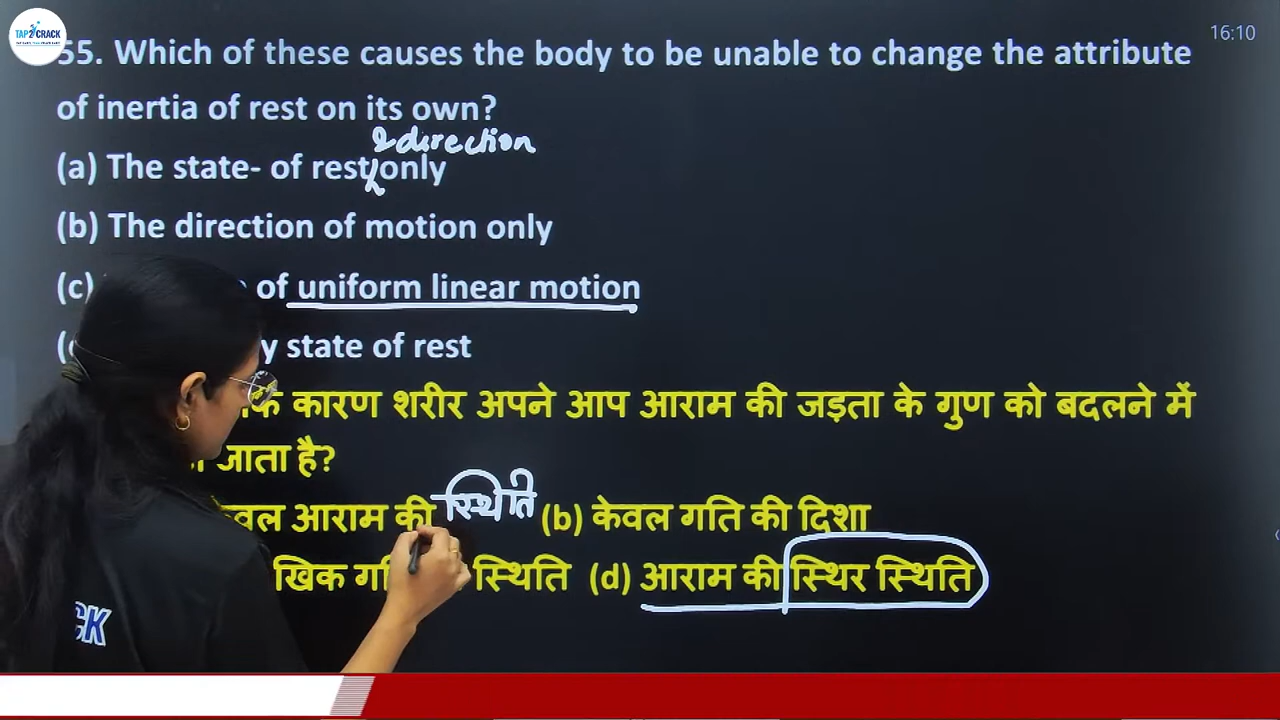 TAP2CRACK
16:10
55. Which of these causes the body to be unable to change the attribute
of inertia of rest on its own?
& direction
(a) The state- of rest only
(b) The direction of motion only
(c) of uniform linear motion
state of rest
कारण शरीर अपने आप आराम की जड़ता के गुण को बदलने में
जाता है?
आराम की स्थिति (b) केवल गति की दिशा
स्थिति (d) आराम की स्थिर स्थिति
CK